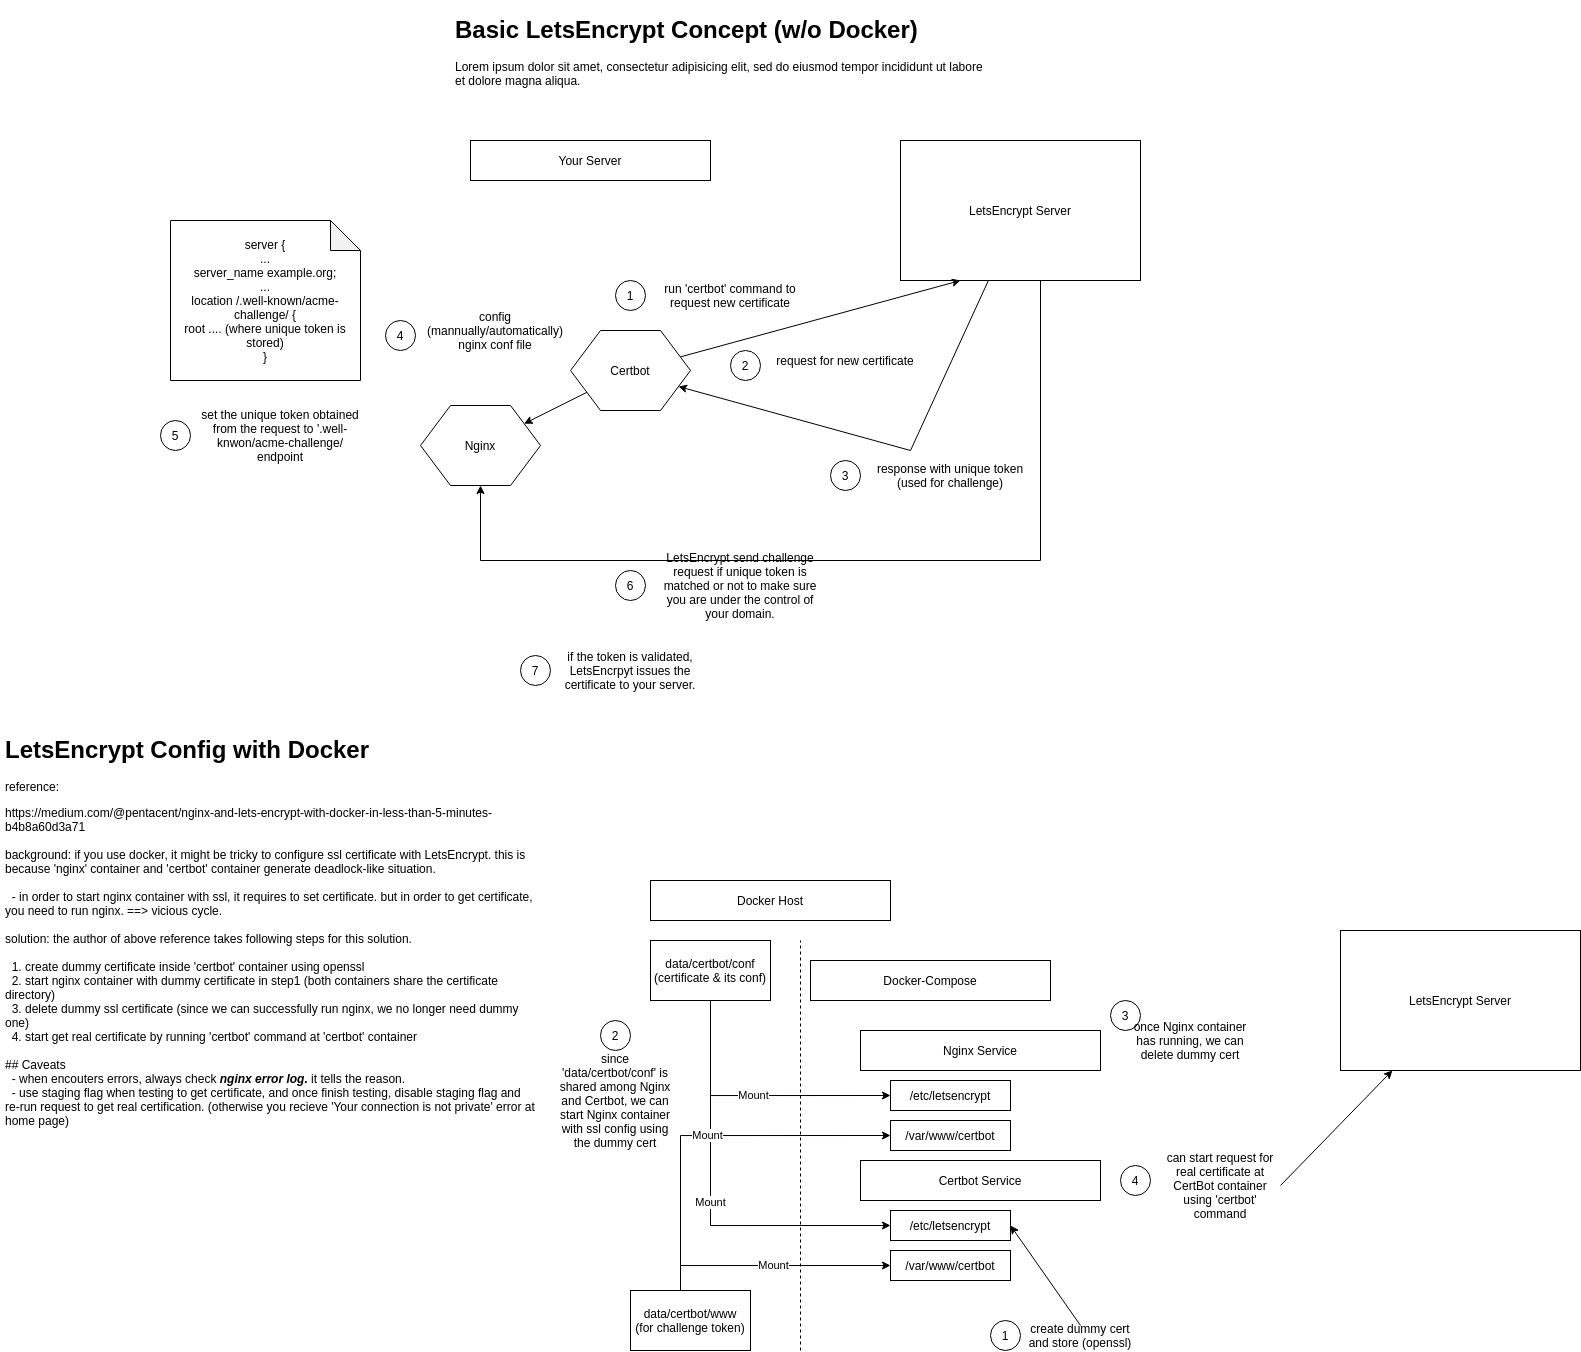 Basic LetsEncrypt Concept (w/o Docker)
Lorem ipsum dolor sit amet, consectetur adipisicing elit, sed do eiusmod tempor incididunt ut labore
et dolore magna aliqua.
Your Server
LetsEncrypt Server
server {
...
server_name example.org;
...
location /.well-known/acme-
challenge/ {
root .... (where unique token is
stored)
}
1
run 'certbot' command to
request new certificate
4
config
(mannually/automatically)
nginx conf file
Certbot
2
request for new certificate
5
set the unique token obtained
from the request to '.well-
knwon/acme-challenge/
endpoint
Nginx
3
response with unique token
(used for challenge)
6
LetsEncrypt send challenge
request if unique token is
matched or not to make sure
you are under the control of
your domain.
7
if the token is validated,
LetsEncrpyt issues the
certificate to your server.
LetsEncrypt Config with Docker
reference:
https://medium.com/@pentacent/nginx-and-lets-encrypt-with-docker-in-less-than-5-minutes-
b4b8a60d3a71
background: if you use docker, it might be tricky to configure ssl certificate with LetsEncrypt. this is
because 'nginx' container and 'certbot' container generate deadlock-like situation.
- in order to start nginx container with ssl, it requires to set certificate. but in order to get certificate,
you need to run nginx. ==> vicious cycle.
solution: the author of above reference takes following steps for this solution.
1. create dummy certificate inside 'certbot' container using openssl
2. start nginx container with dummy certificate in step1 (both containers share the certificate
directory)
3. delete dummy ssl certificate (since we can successfully run nginx, we no longer need dummy
one)
4. start get real certificate by running 'certbot' command at 'certbot' container
## Caveats
- when encouters errors, always check nginx error log. it tells the reason.
- use staging flag when testing to get certificate, and once finish testing, disable staging flag and
re-run request to get real certification. (otherwise you recieve 'Your connection is not private' error at
home page)
Docker Host
data/certbot/conf
(certificate & its conf)
Docker-Compose
LetsEncrypt Server
2
since
'data/certbot/conf' is
shared among Nginx
and Certbot, we can
start Nginx container
with ssl config using
the dummy cert
Nginx Service
3
once Nginx container
has running, we can
delete dummy cert
Mount
/etc/letsencrypt
Mount
/var/www/certbot
Certbot Service
4
can start request for
real certificate at
CertBot container
using 'certbot'
command
Mount
/etc/letsencrypt
Mount
/var/www/certbot
data/certbot/www
(for challenge token)
1
create dummy cert
and store (openssl)